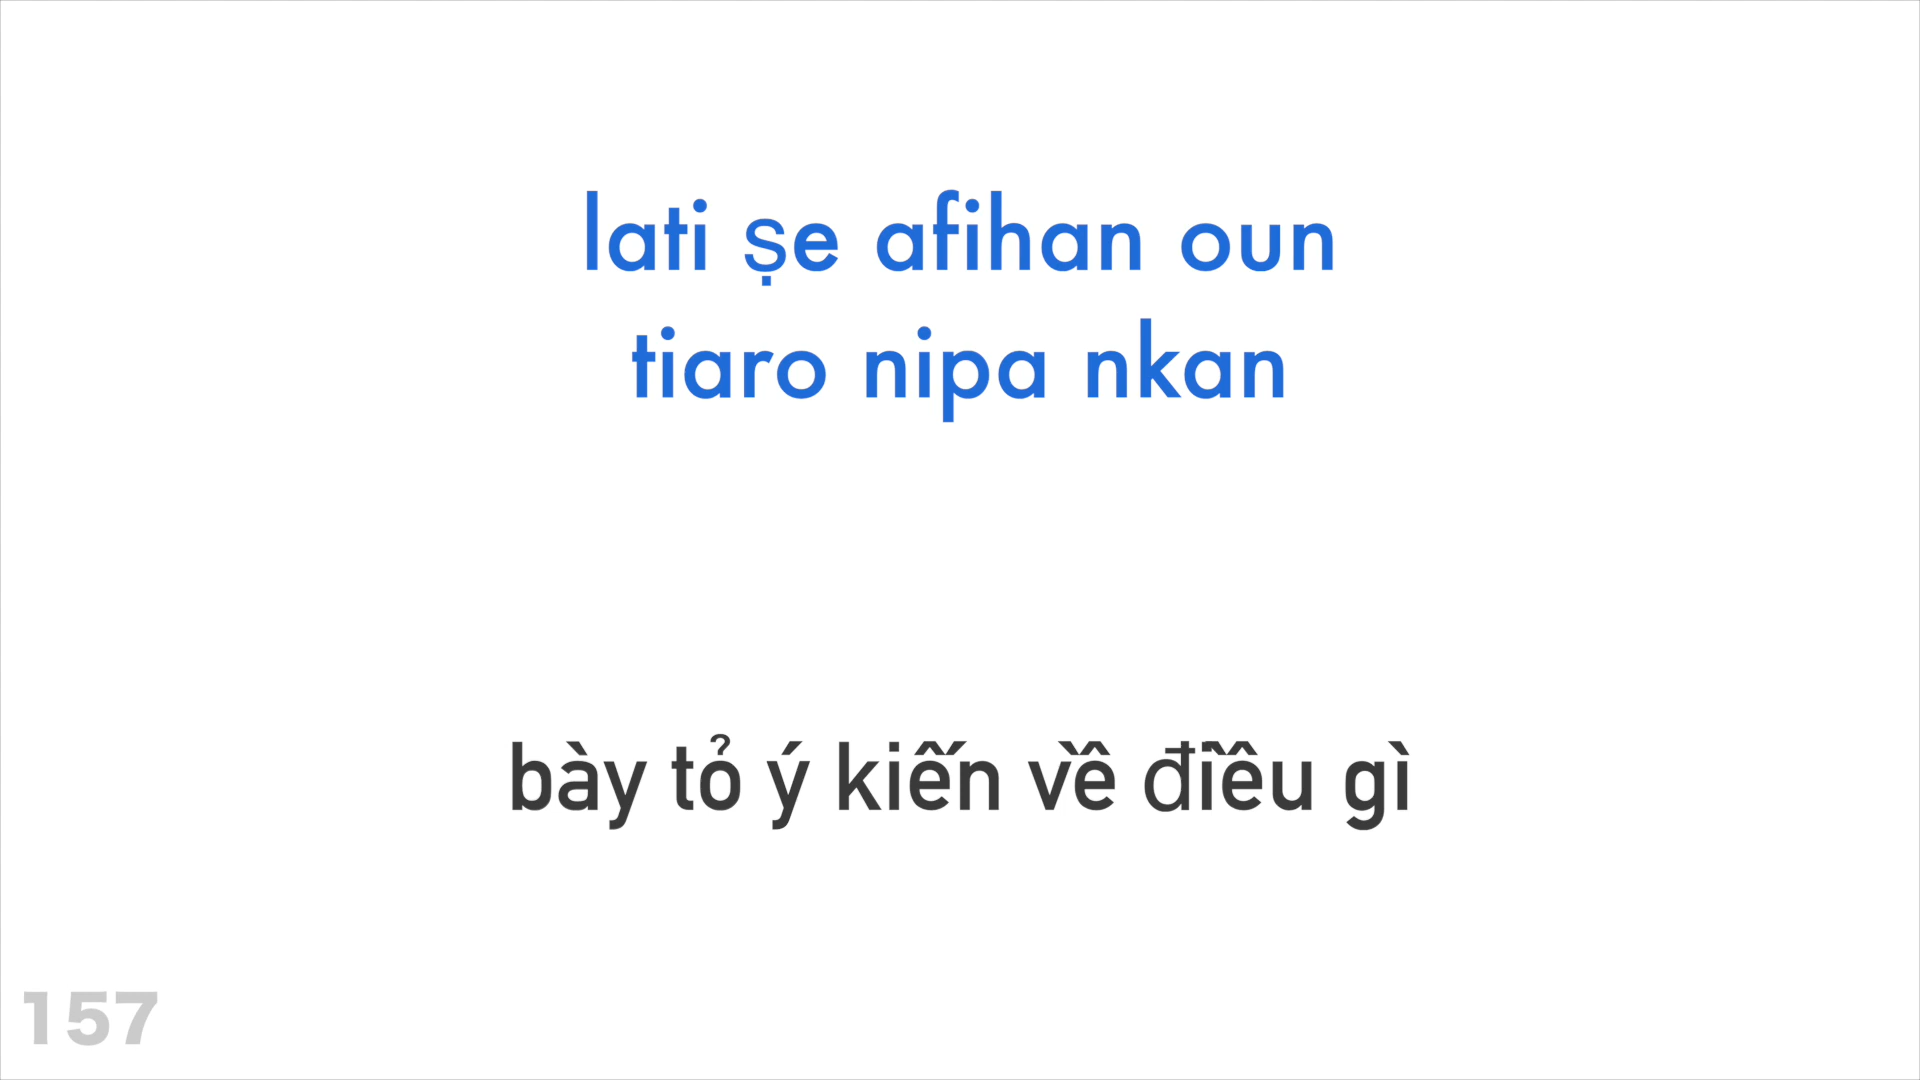 lati ṣe afihan oun
tiaro nipa nkan
bày tỏ ý kiến về điều gì
157